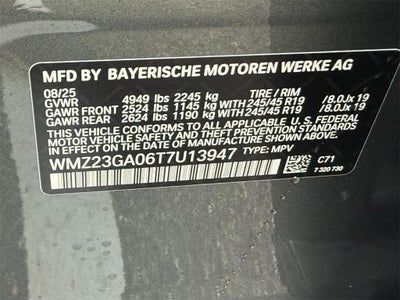 MFD BY BAYERISCHE MOTOREN WERKE AG
08/25 TIRE / RIM
GVWR 4949 lbs 2245 kg
GAWR FRONT 2524 lbs 1145 kg WITH 245/45 R19 /8.0Jx 19
GAWR REAR 2624 lbs 1190 kg WITH 245/45 R19 /8.0Jx 19
THIS VEHICLE CONFORMS TO ALL APPLICABLE FEDERAL
MOTOR VEHICLE SAFETY, BUMPER, AND THEFT PREVENTION
STANDARDS IN EFFECT ON THE DATE OF MANUFACTURE SHOWN ABOVE.
WMZ23GA06T7U13947 TYPE: MPV C71
7 320 730